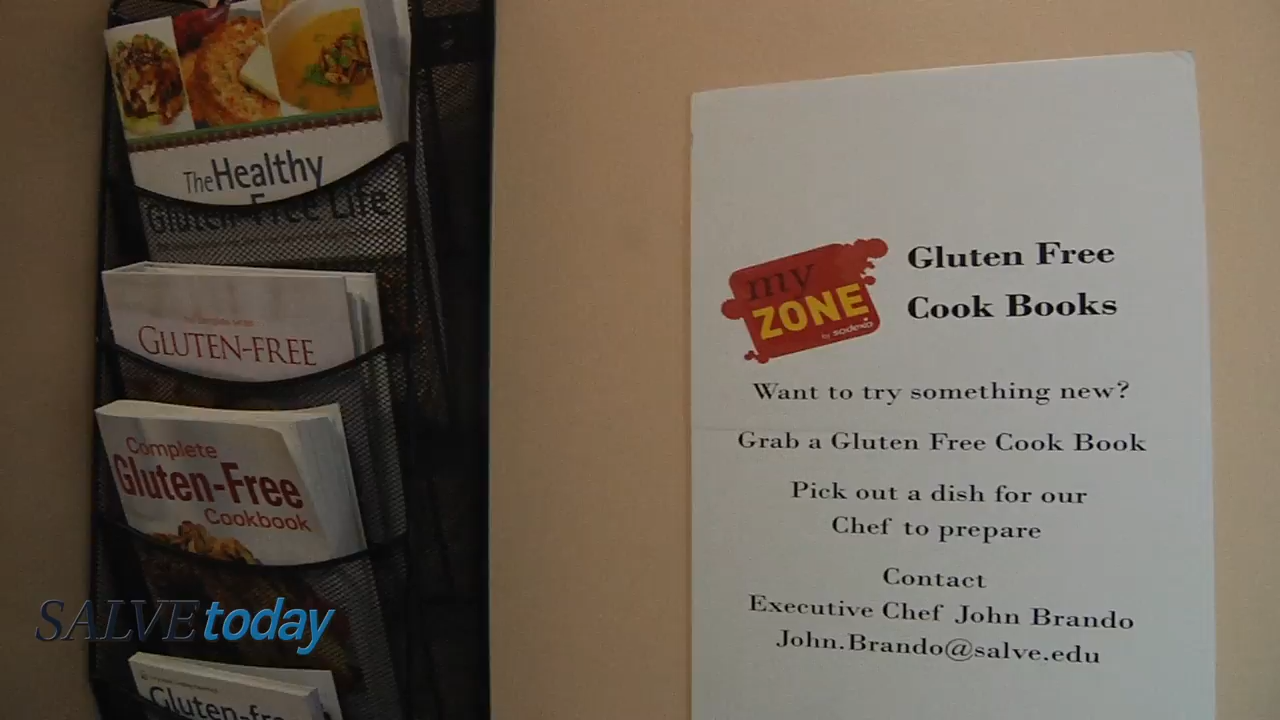 The Healthy
Gluten-Free Life
GLUTEN-FREE
Complete
Gluten-Free
Cookbook
SALVE today
my
ZONE
by sodexo
Gluten Free
Cook Books
Want to try something new?
Grab a Gluten Free Cook Book
Pick out a dish for our
Chef to prepare
Contact
Executive Chef John Brando
John.Brando@salve.edu